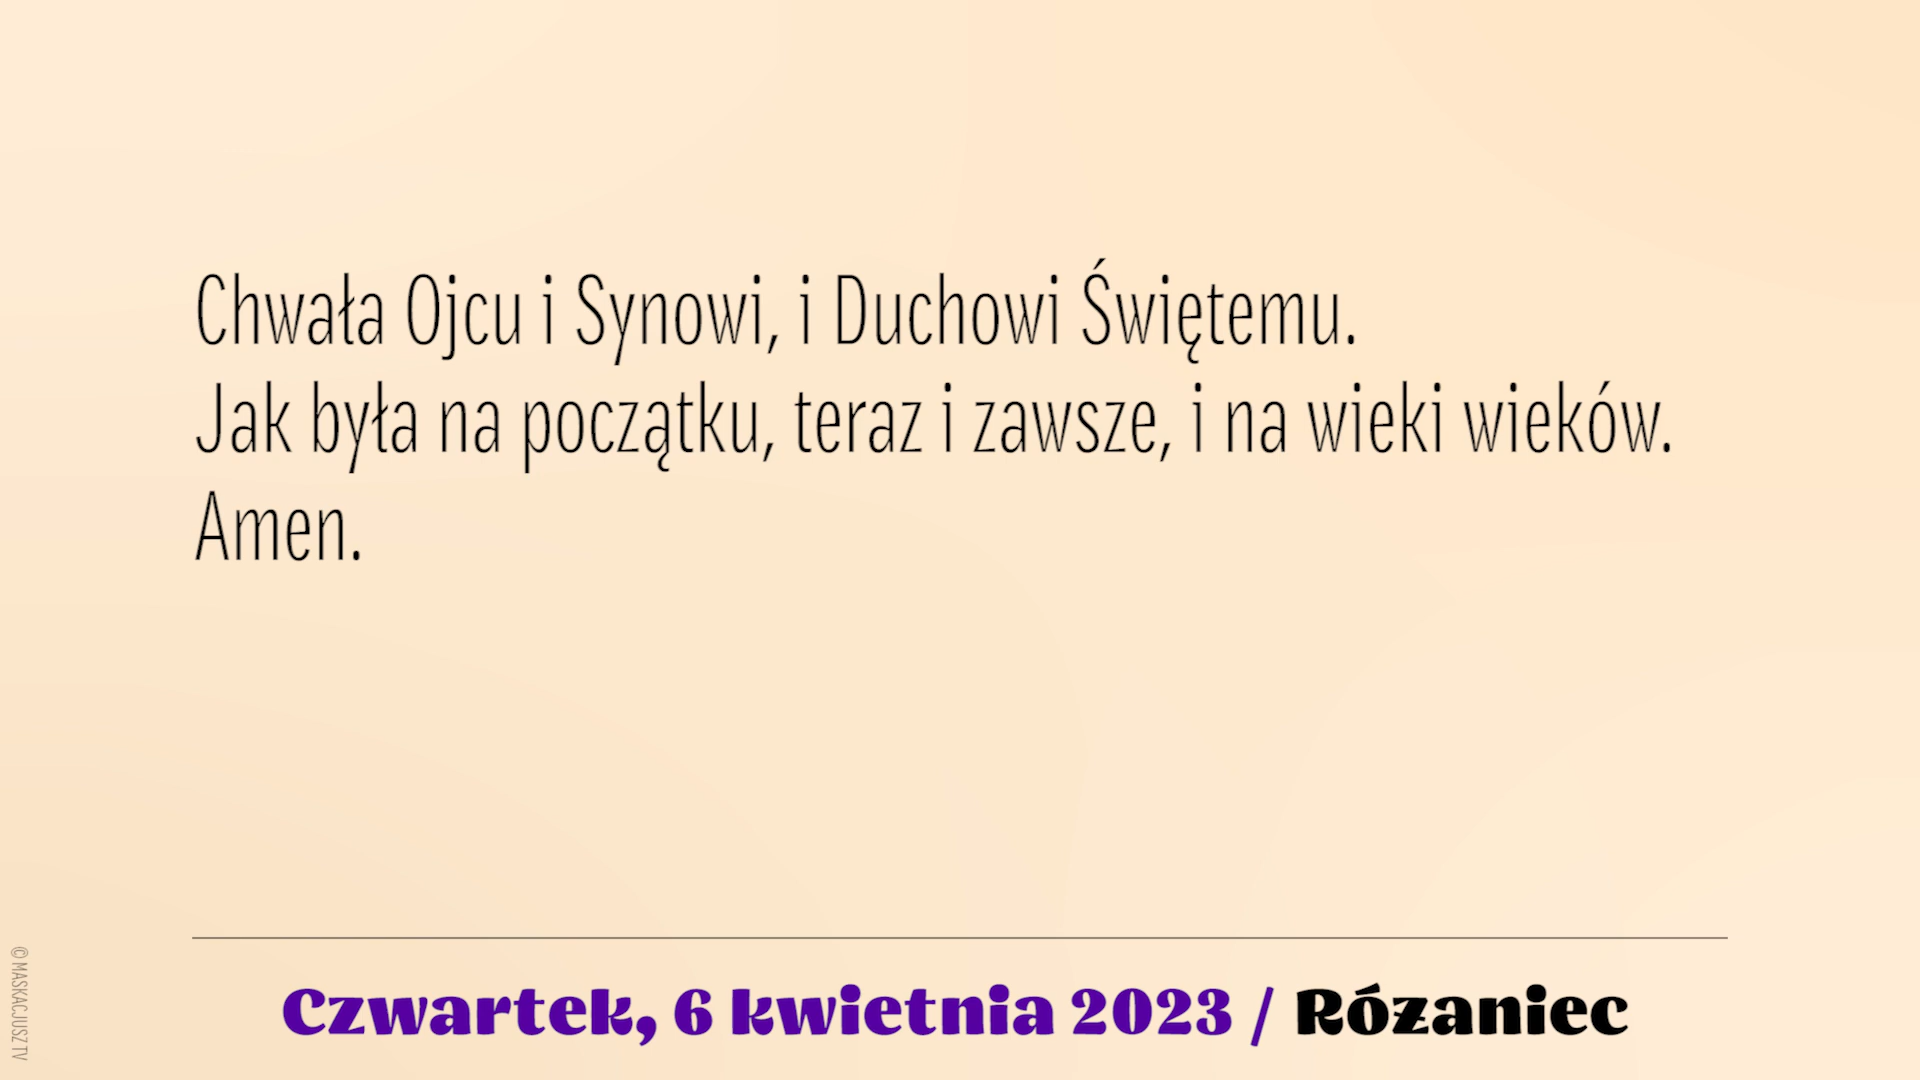 Chwała Ojcu i Synowi, i Duchowi Świętemu.
Jak była na początku, teraz i zawsze, i na wieki wieków.
Amen.
Czwartek, 6 kwietnia 2023 / Różaniec
© MASKACJUSZ TV